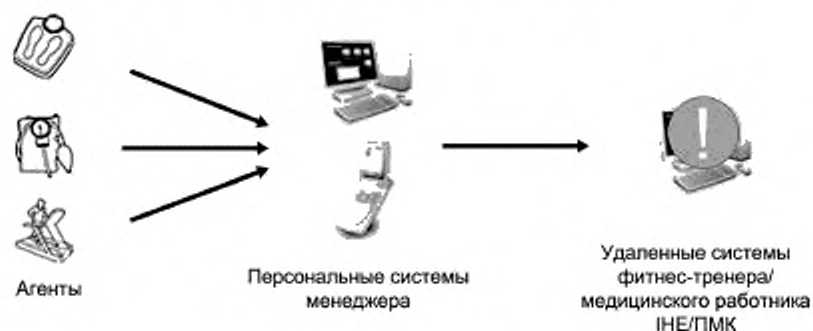 Агенты
Персональные системы
менеджера
Удаленные системы
фитнес-тренера/
медицинского работника
IHE/ПМК